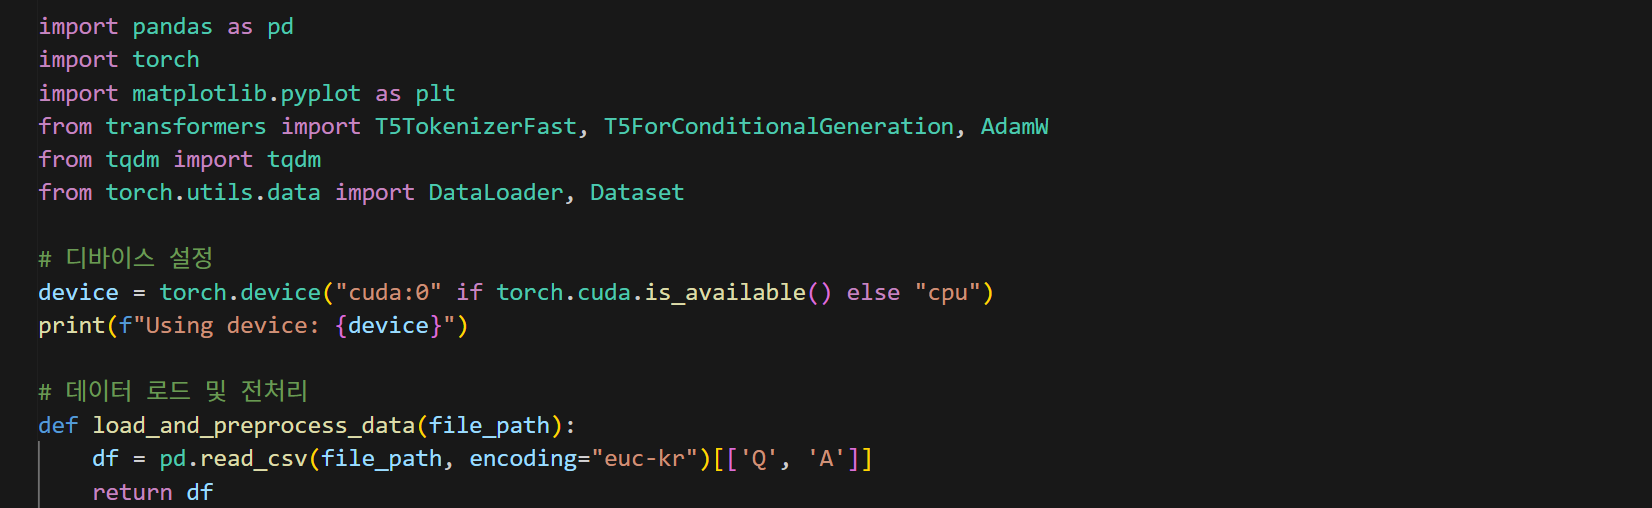 import pandas as pd
import torch
import matplotlib.pyplot as plt
from transformers import T5TokenizerFast, T5ForConditionalGeneration, AdamW
from tqdm import tqdm
from torch.utils.data import DataLoader, Dataset

# 디바이스 설정
device = torch.device("cuda:0" if torch.cuda.is_available() else "cpu")
print(f"Using device: {device}")

# 데이터 로드 및 전처리
def load_and_preprocess_data(file_path):
    df = pd.read_csv(file_path, encoding="euc-kr")[['Q', 'A']]
    return df